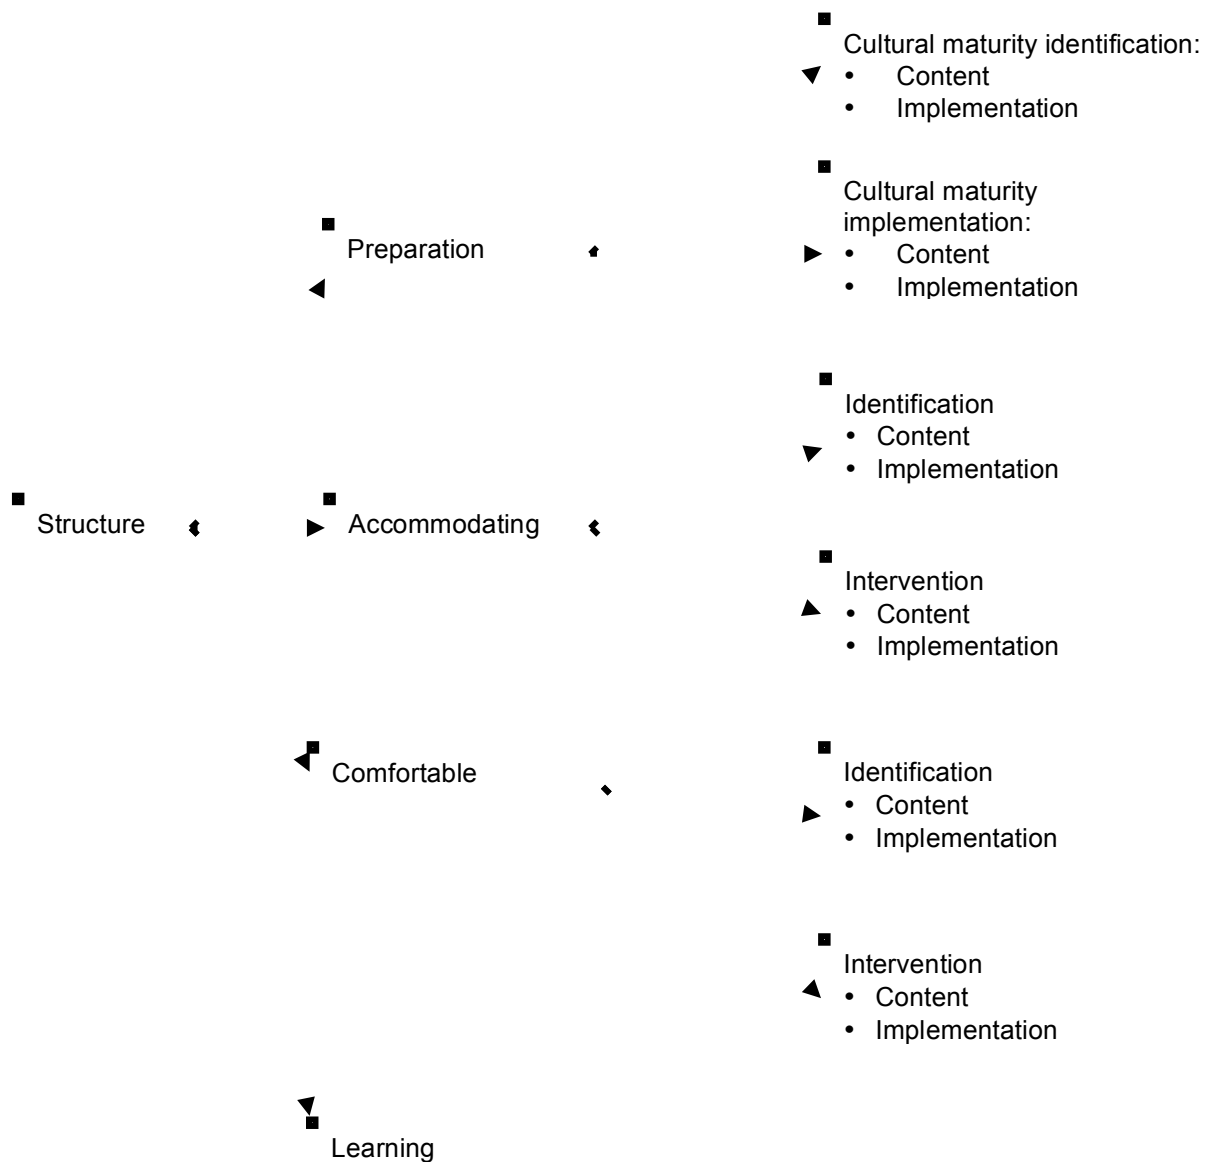 Cultural maturity identification:
• Content
• Implementation
Cultural maturity
implementation:
• Content
• Implementation
Preparation
Identification
• Content
• Implementation
Structure
Accommodating
Intervention
• Content
• Implementation
Comfortable
Identification
• Content
• Implementation
Intervention
• Content
• Implementation
Learning